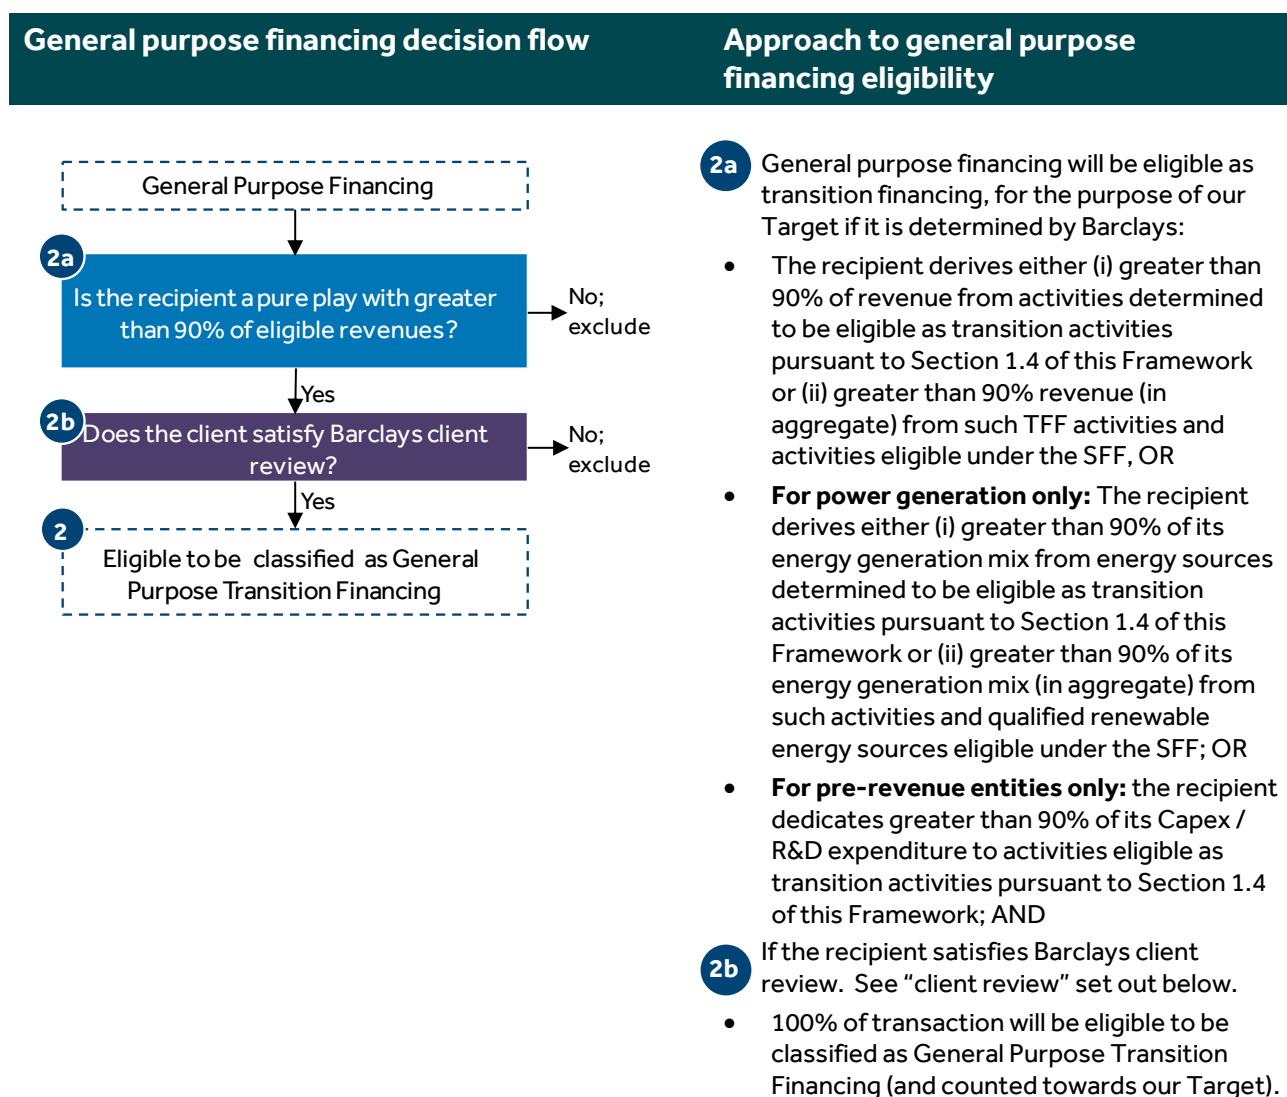 General purpose financing decision flow
Approach to general purpose
financing eligibility
General Purpose Financing
2a
Is the recipient a pure play with greater
than 90% of eligible revenues?
No;
exclude
Yes
2b
Does the client satisfy Barclays client
review?
No;
exclude
Yes
2
Eligible to be classified as General
Purpose Transition Financing
2a
General purpose financing will be eligible as
transition financing, for the purpose of our
Target if it is determined by Barclays:
• The recipient derives either (i) greater than
90% of revenue from activities determined
to be eligible as transition activities
pursuant to Section 1.4 of this Framework
or (ii) greater than 90% revenue (in
aggregate) from such TFF activities and
activities eligible under the SFF, OR
• For power generation only: The recipient
derives either (i) greater than 90% of its
energy generation mix from energy sources
determined to be eligible as transition
activities pursuant to Section 1.4 of this
Framework or (ii) greater than 90% of its
energy generation mix (in aggregate) from
such activities and qualified renewable
energy sources eligible under the SFF; OR
• For pre-revenue entities only: the recipient
dedicates greater than 90% of its Capex /
R&D expenditure to activities eligible as
transition activities pursuant to Section 1.4
of this Framework; AND
2b
If the recipient satisfies Barclays client
review. See “client review” set out below.
• 100% of transaction will be eligible to be
classified as General Purpose Transition
Financing (and counted towards our Target).